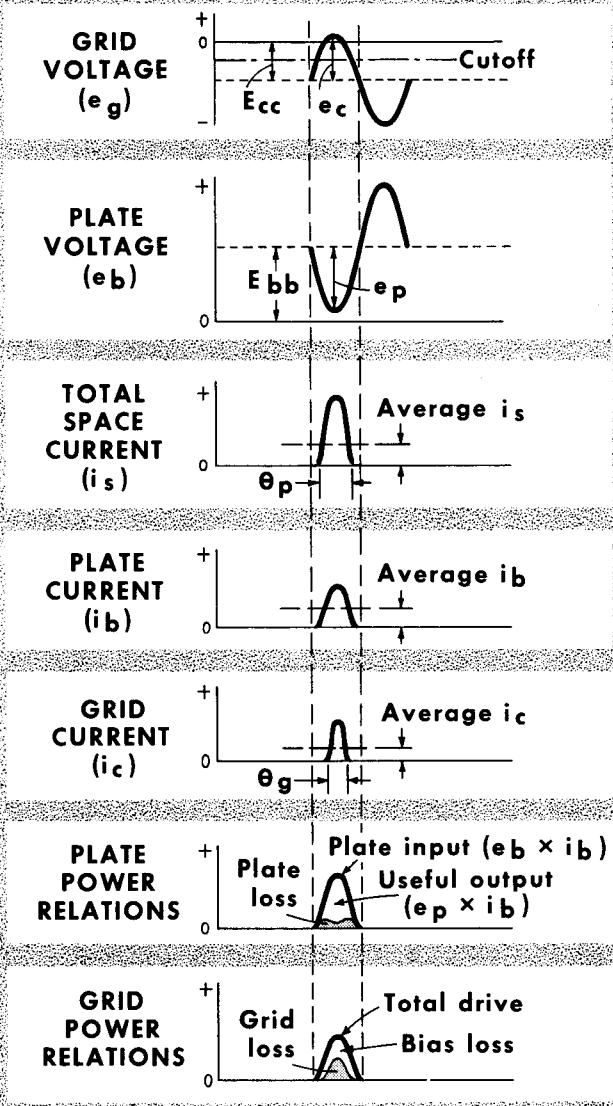 GRID
VOLTAGE
(eg)
+
0
-
Cutoff
Ecc
ec
PLATE
VOLTAGE
(eb)
+
0
Ebb
ep
TOTAL
SPACE
CURRENT
(is)
+
0
Average is
θp
PLATE
CURRENT
(ib)
+
0
Average ib
GRID
CURRENT
(ic)
+
0
Average ic
θg
PLATE
POWER
RELATIONS
+
0
Plate
loss
Plate input (eb × ib)
Useful output
(ep × ib)
GRID
POWER
RELATIONS
+
0
Grid
loss
Total drive
Bias loss